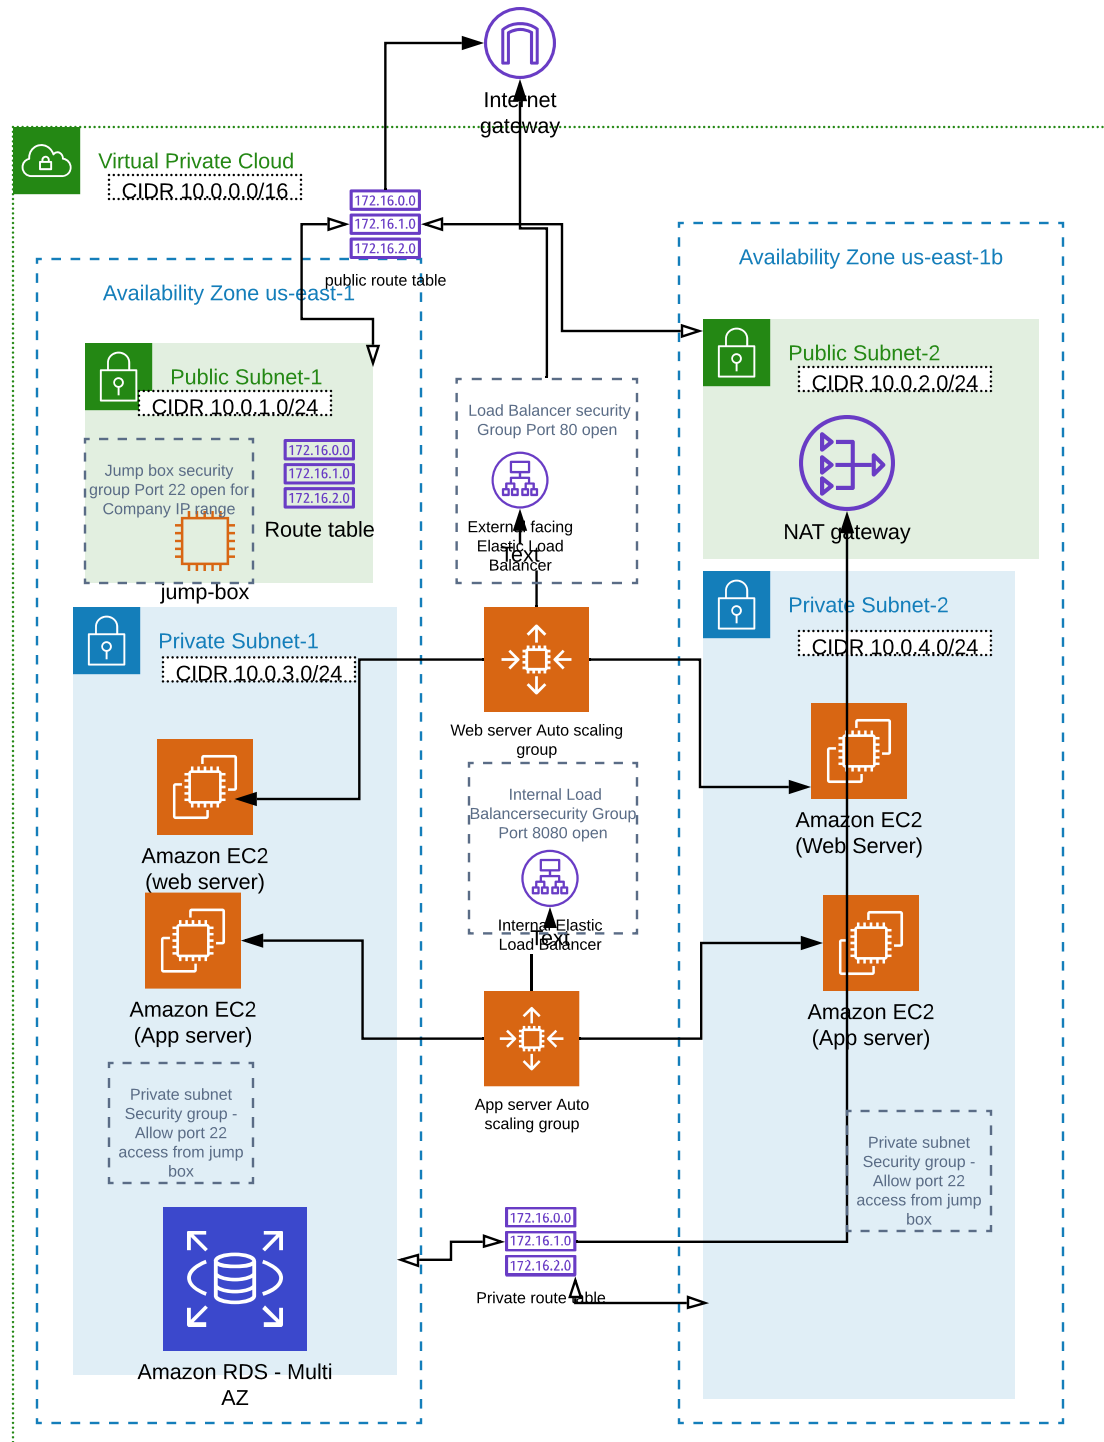 Internet
gateway
Virtual Private Cloud
CIDR 10.0.0.0/16
172.16.0.0
172.16.1.0
172.16.2.0
public route table
Availability Zone us-east-1
Availability Zone us-east-1b
Public Subnet-1
CIDR 10.0.1.0/24
Jump box security
group Port 22 open for
Company IP range
jump-box
172.16.0.0
172.16.1.0
172.16.2.0
Route table
Load Balancer security
Group Port 80 open
External facing
Elastic Load
Balancer
Text
Public Subnet-2
CIDR 10.0.2.0/24
NAT gateway
Private Subnet-1
CIDR 10.0.3.0/24
Web server Auto scaling
group
Private Subnet-2
CIDR 10.0.4.0/24
Amazon EC2
(web server)
Internal Load
Balancersecurity Group
Port 8080 open
Internal Elastic
Load Balancer
Text
Amazon EC2
(Web Server)
Amazon EC2
(App server)
App server Auto
scaling group
Amazon EC2
(App server)
Private subnet
Security group -
Allow port 22
access from jump
box
Private subnet
Security group -
Allow port 22
access from jump
box
172.16.0.0
172.16.1.0
172.16.2.0
Private route table
Amazon RDS - Multi
AZ